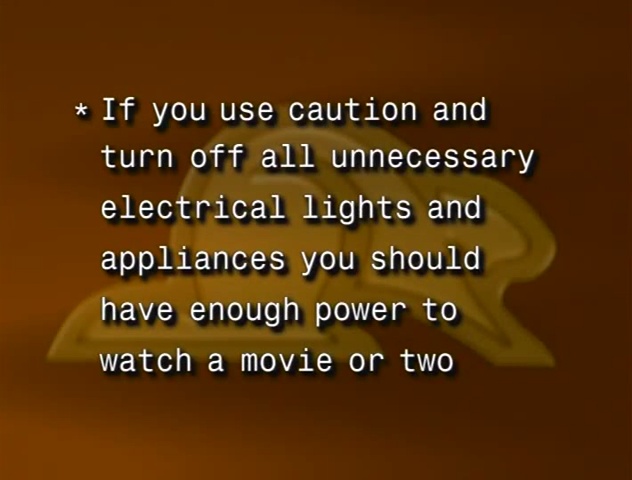 * If you use caution and
turn off all unnecessary
electrical lights and
appliances you should
have enough power to
watch a movie or two